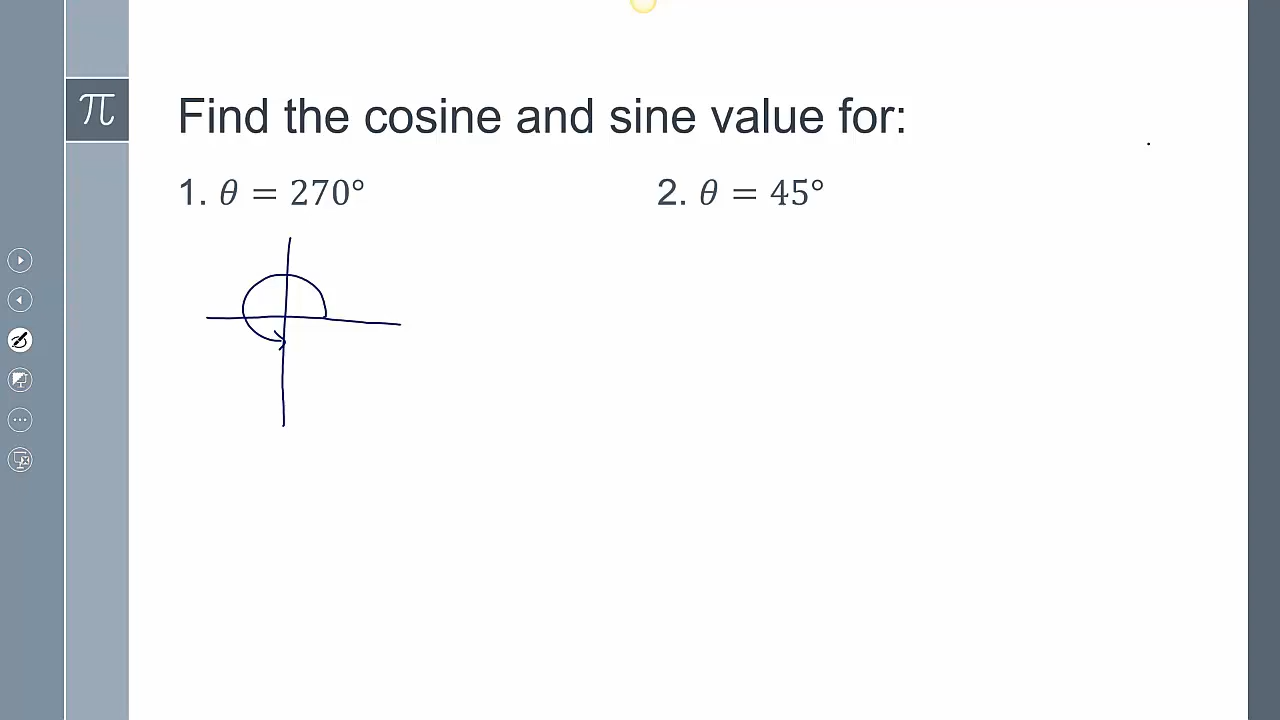 π
Find the cosine and sine value for:
1. θ = 270°
2. θ = 45°